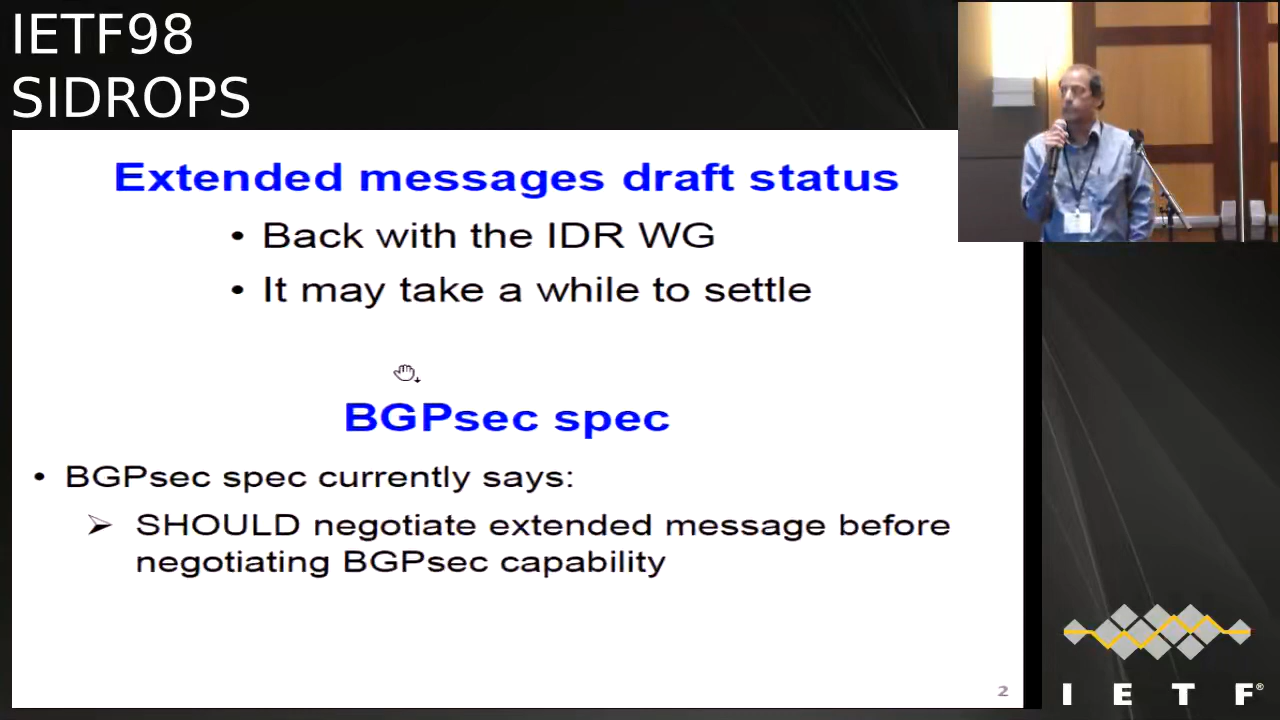 IETF98
SIDROPS
Extended messages draft status
• Back with the IDR WG
• It may take a while to settle
BGPsec spec
• BGPsec spec currently says:
➢ SHOULD negotiate extended message before
negotiating BGPsec capability
2
I E T F®